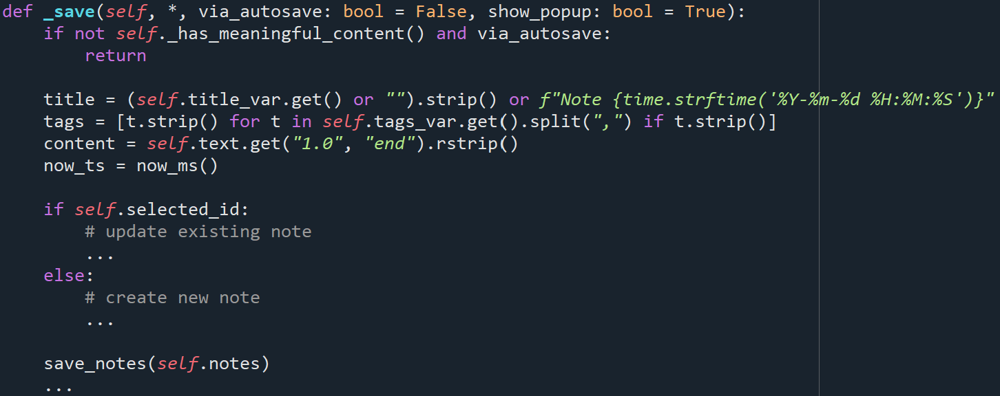 def _save(self, *, via_autosave: bool = False, show_popup: bool = True):
    if not self._has_meaningful_content() and via_autosave:
        return

    title = (self.title_var.get() or "").strip() or f"Note {time.strftime('%Y-%m-%d %H:%M:%S')}"
    tags = [t.strip() for t in self.tags_var.get().split(",") if t.strip()]
    content = self.text.get("1.0", "end").rstrip()
    now_ts = now_ms()

    if self.selected_id:
        # update existing note
        ...
    else:
        # create new note
        ...

    save_notes(self.notes)
    ...